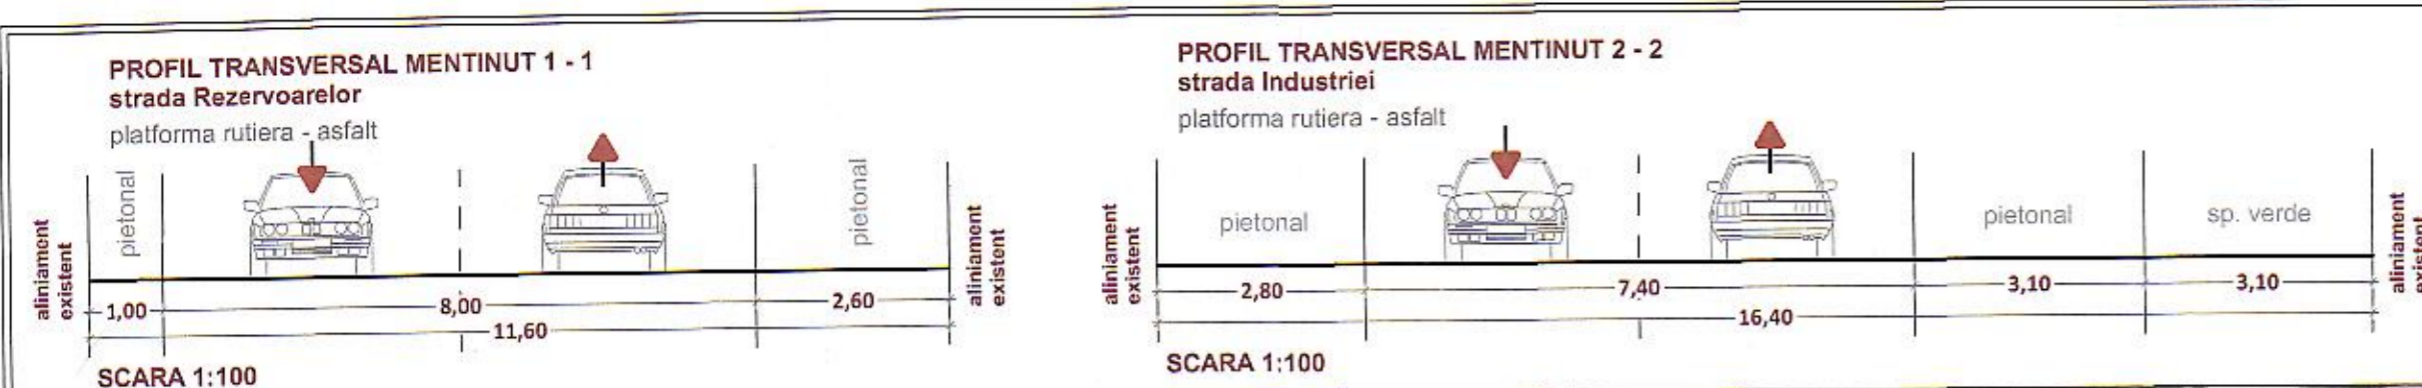 PROFIL TRANSVERSAL MENTINUT 1 - 1
strada Rezervoarelor
platforma rutiera - asfalt
aliniament
existent
pietonal
pietonal
aliniament
existent
1,00
8,00
2,60
11,60
SCARA 1:100
PROFIL TRANSVERSAL MENTINUT 2 - 2
strada Industriei
platforma rutiera - asfalt
aliniament
existent
pietonal
pietonal
sp. verde
aliniament
existent
2,80
7,40
3,10
3,10
16,40
SCARA 1:100